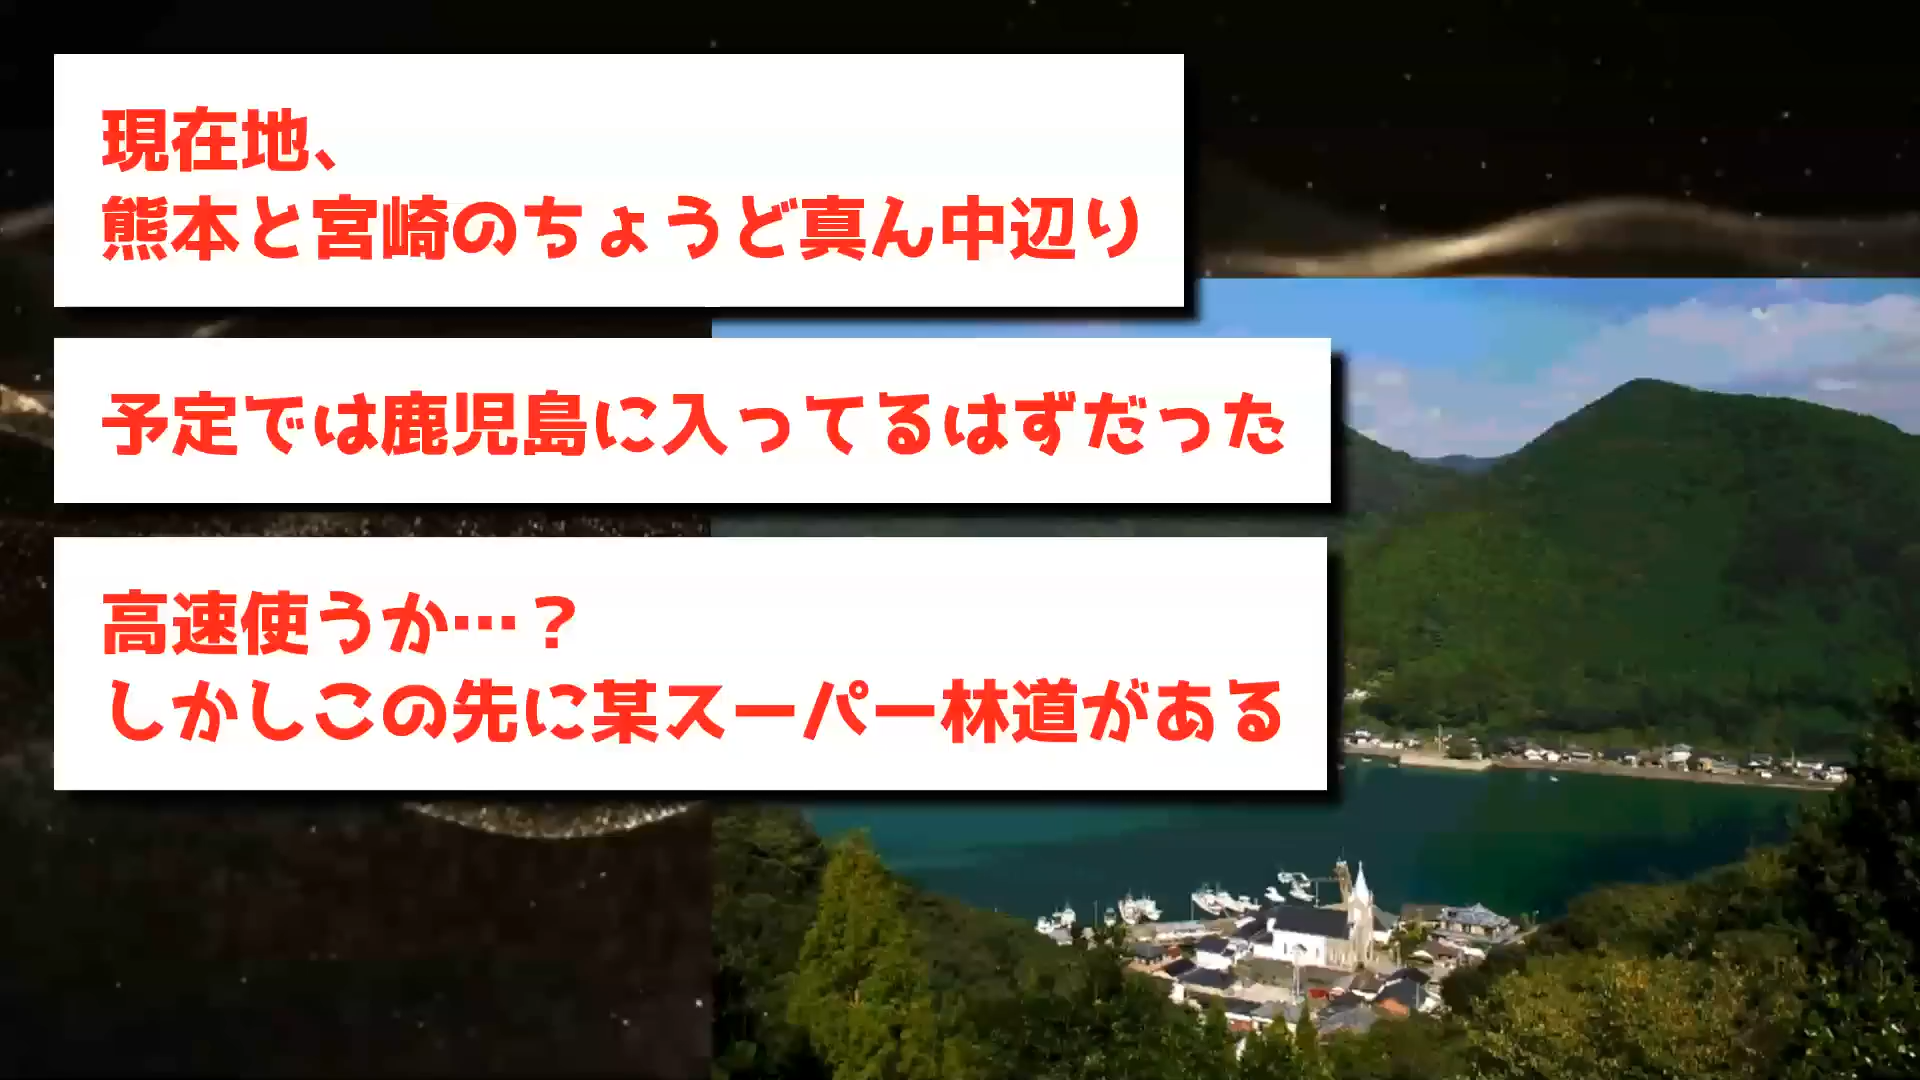 現在地、
熊本と宮崎のちょうど真ん中辺り
予定では鹿児島に入ってるはずだった
高速使うか…？
しかしこの先に某スーパー林道がある